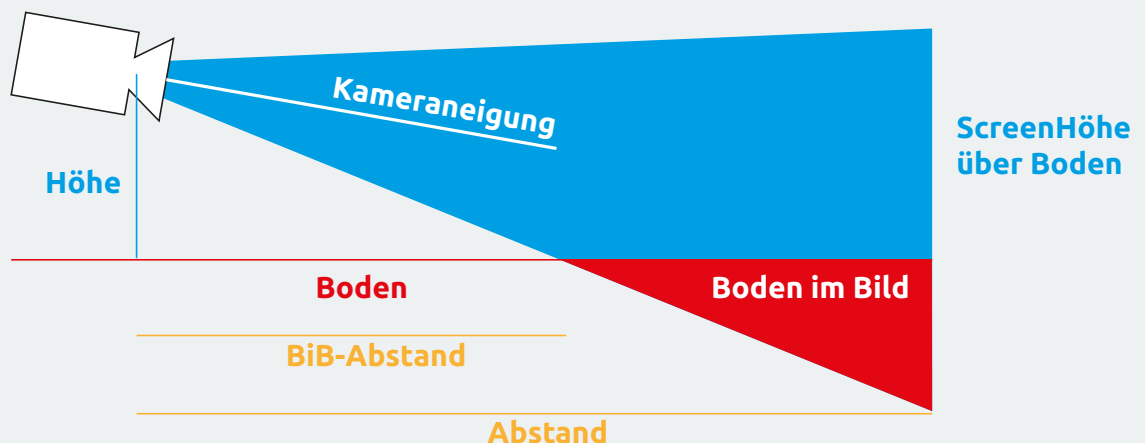 Kameraneigung
ScreenHöhe
über Boden
Höhe
Boden
Boden im Bild
BiB-Abstand
Abstand